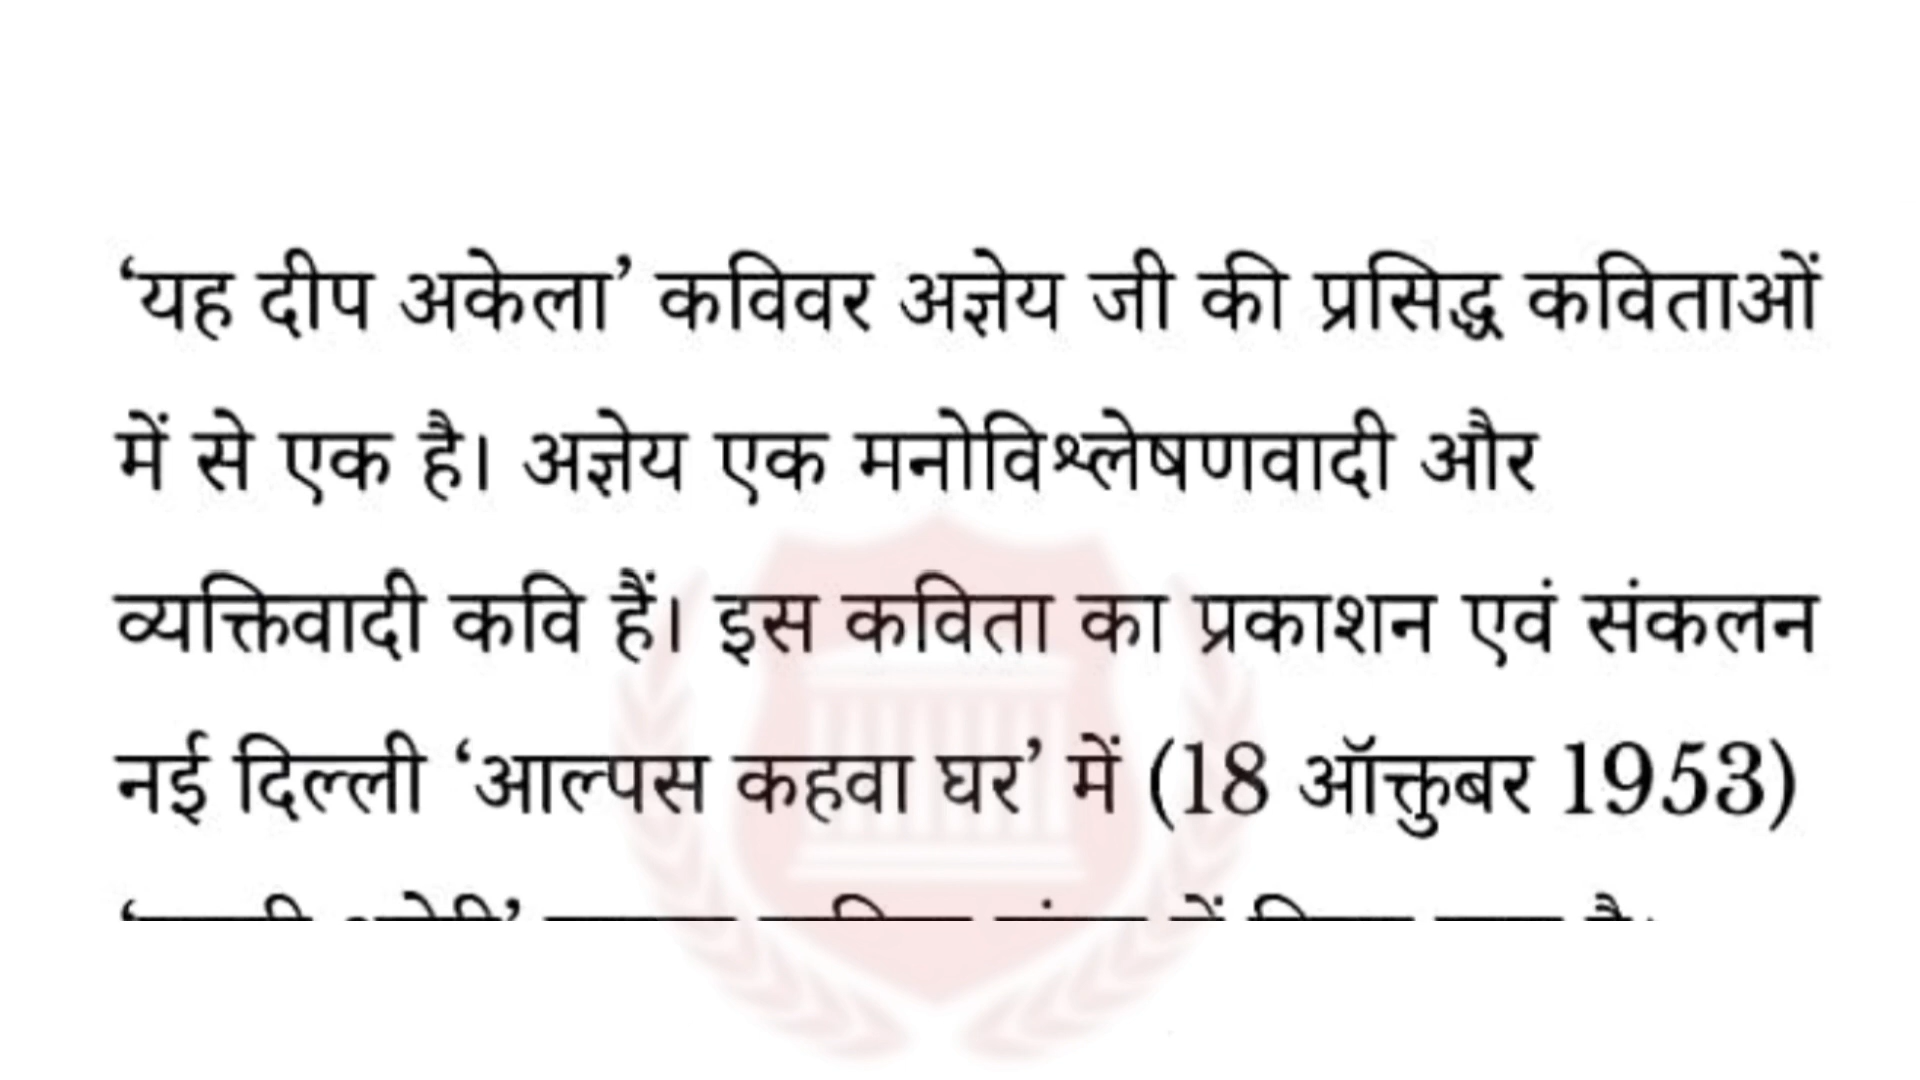 ‘यह दीप अकेला’ कविवर अज्ञेय जी की प्रसिद्ध कविताओं
में से एक है। अज्ञेय एक मनोविश्लेषणवादी और
व्यक्तिवादी कवि हैं। इस कविता का प्रकाशन एवं संकलन
नई दिल्ली ‘आल्पस कहवा घर’ में (18 ऑक्तुबर 1953)